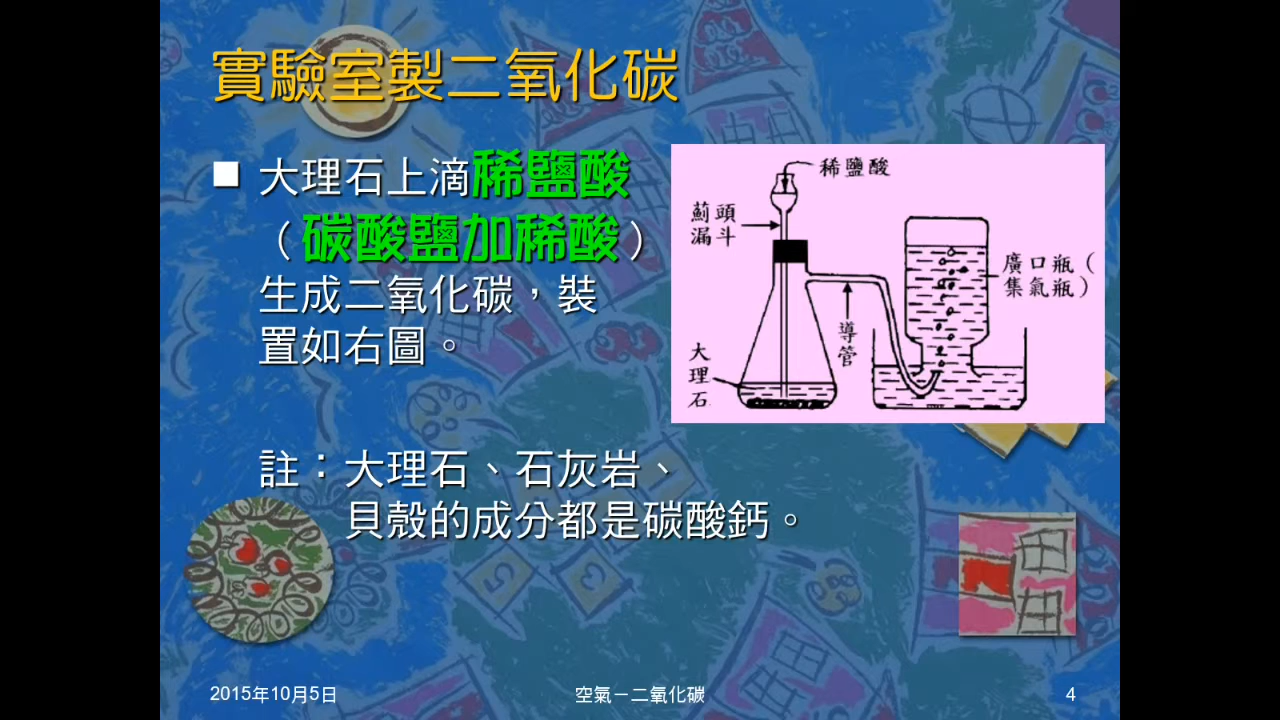 實驗室製二氧化碳
■ 大理石上滴稀鹽酸
（碳酸鹽加稀酸）
生成二氧化碳，裝
置如右圖。
稀鹽酸
薊頭
漏斗
廣口瓶（
集氣瓶）
導管
大理石
註：大理石、石灰岩、
貝殼的成分都是碳酸鈣。
2015年10月5日
空氣－二氧化碳
4